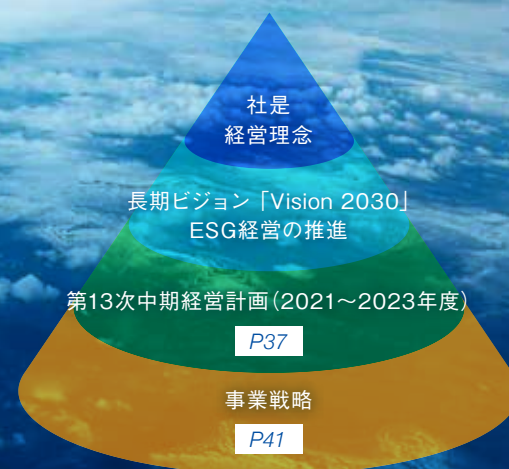 社是
経営理念
長期ビジョン「Vision 2030」
ESG経営の推進
第13次中期経営計画(2021～2023年度)
P37
事業戦略
P41